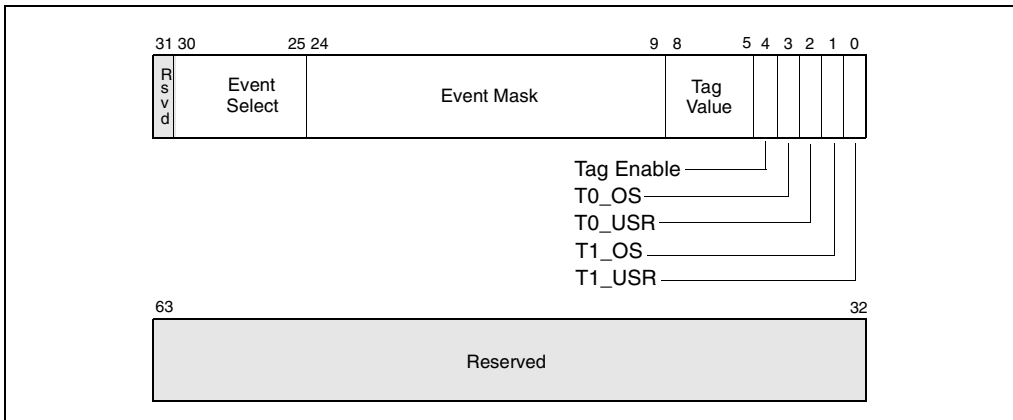 31 30 25 24 9 8 5 4 3 2 1 0
Rsvd
Event
Select
Event Mask
Tag
Value
Tag Enable
T0_OS
T0_USR
T1_OS
T1_USR
63 32
Reserved